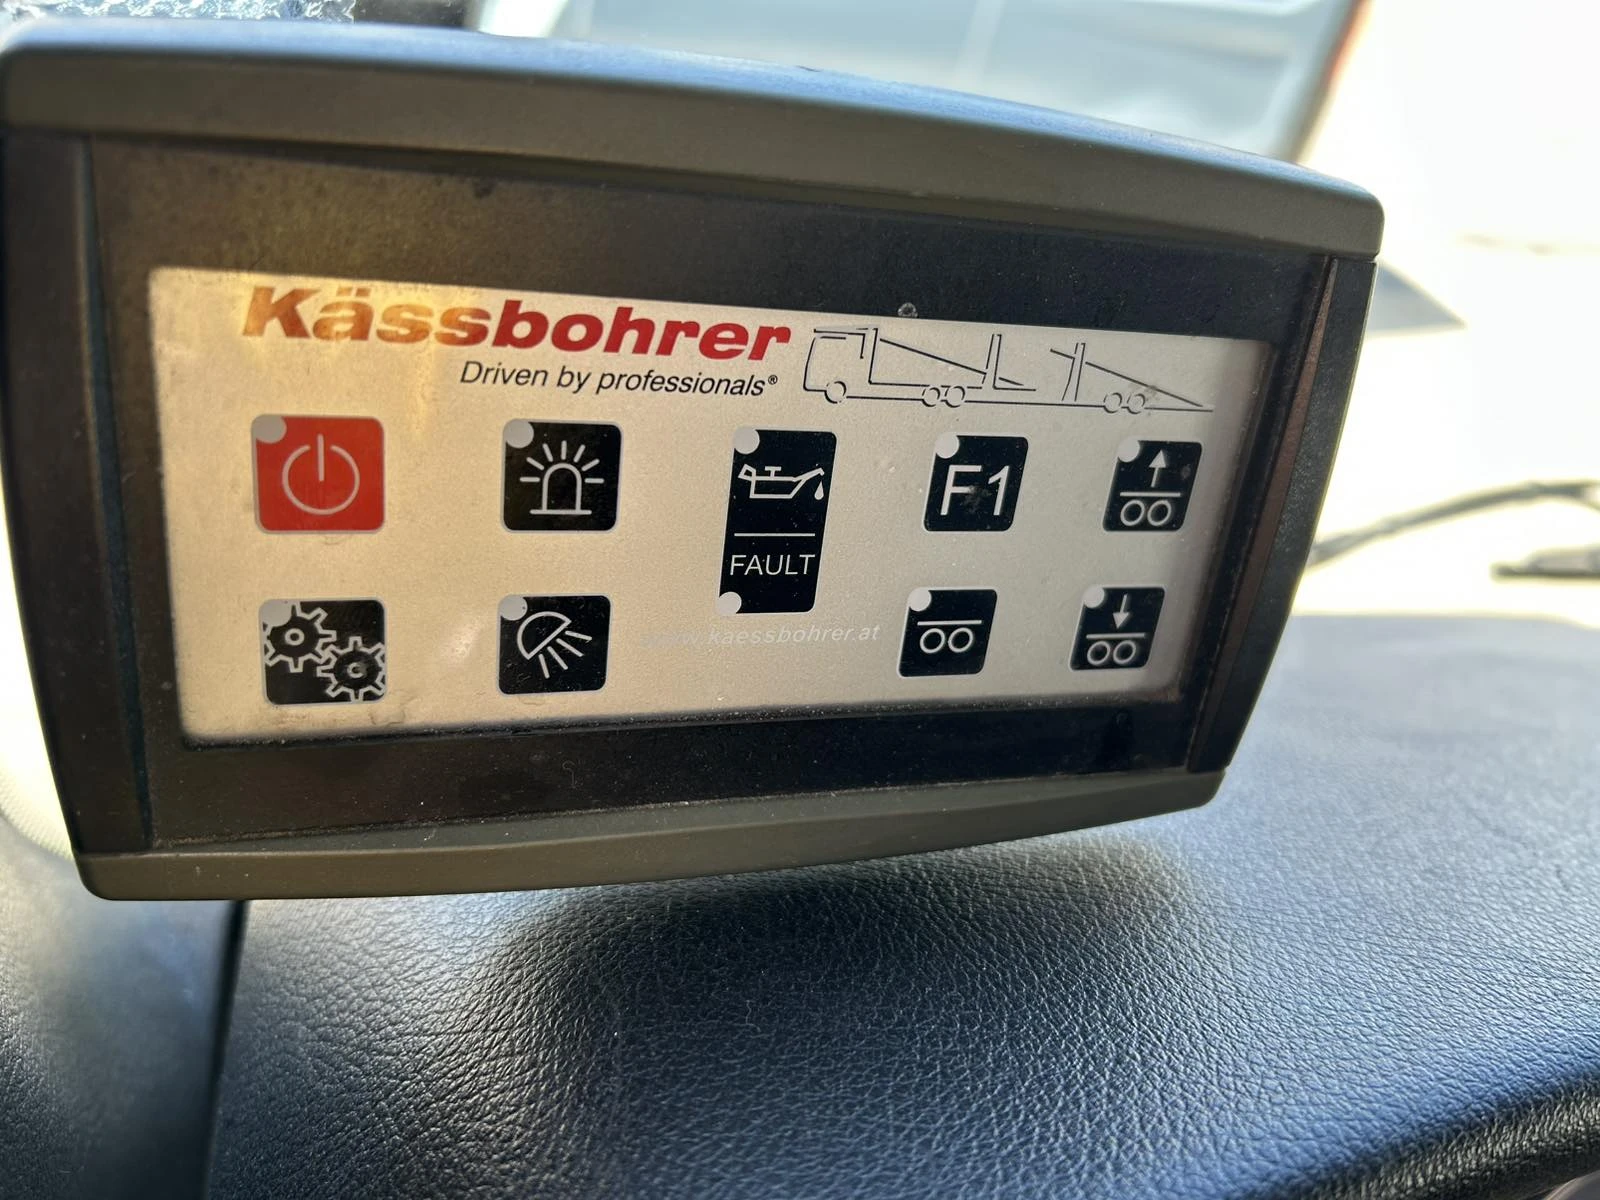 Kässbohrer
Driven by professionals®
F1
FAULT
www.kaessbohrer.at